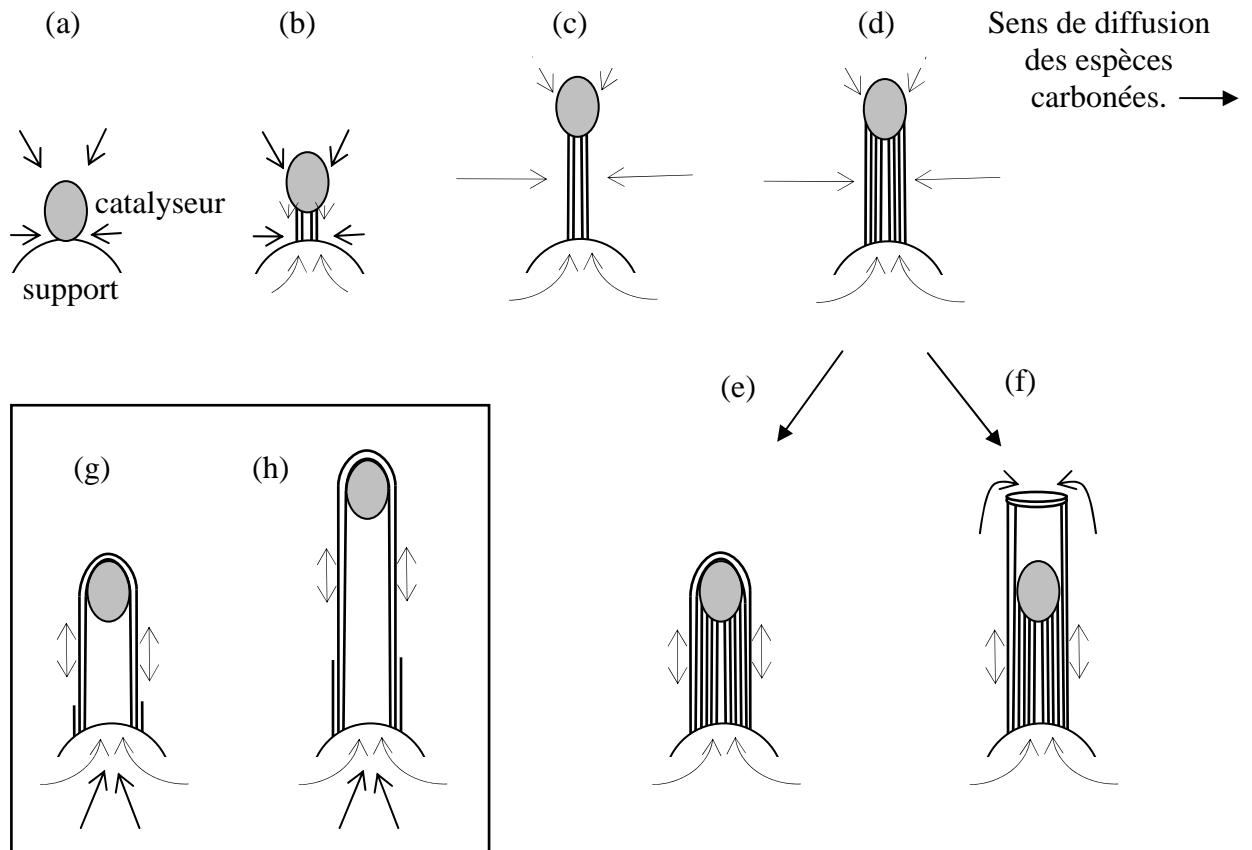 (a)
(b)
(c)
(d)
Sens de diffusion
des espèces
carbonées.
catalyseur
support
(e)
(f)
(g)
(h)